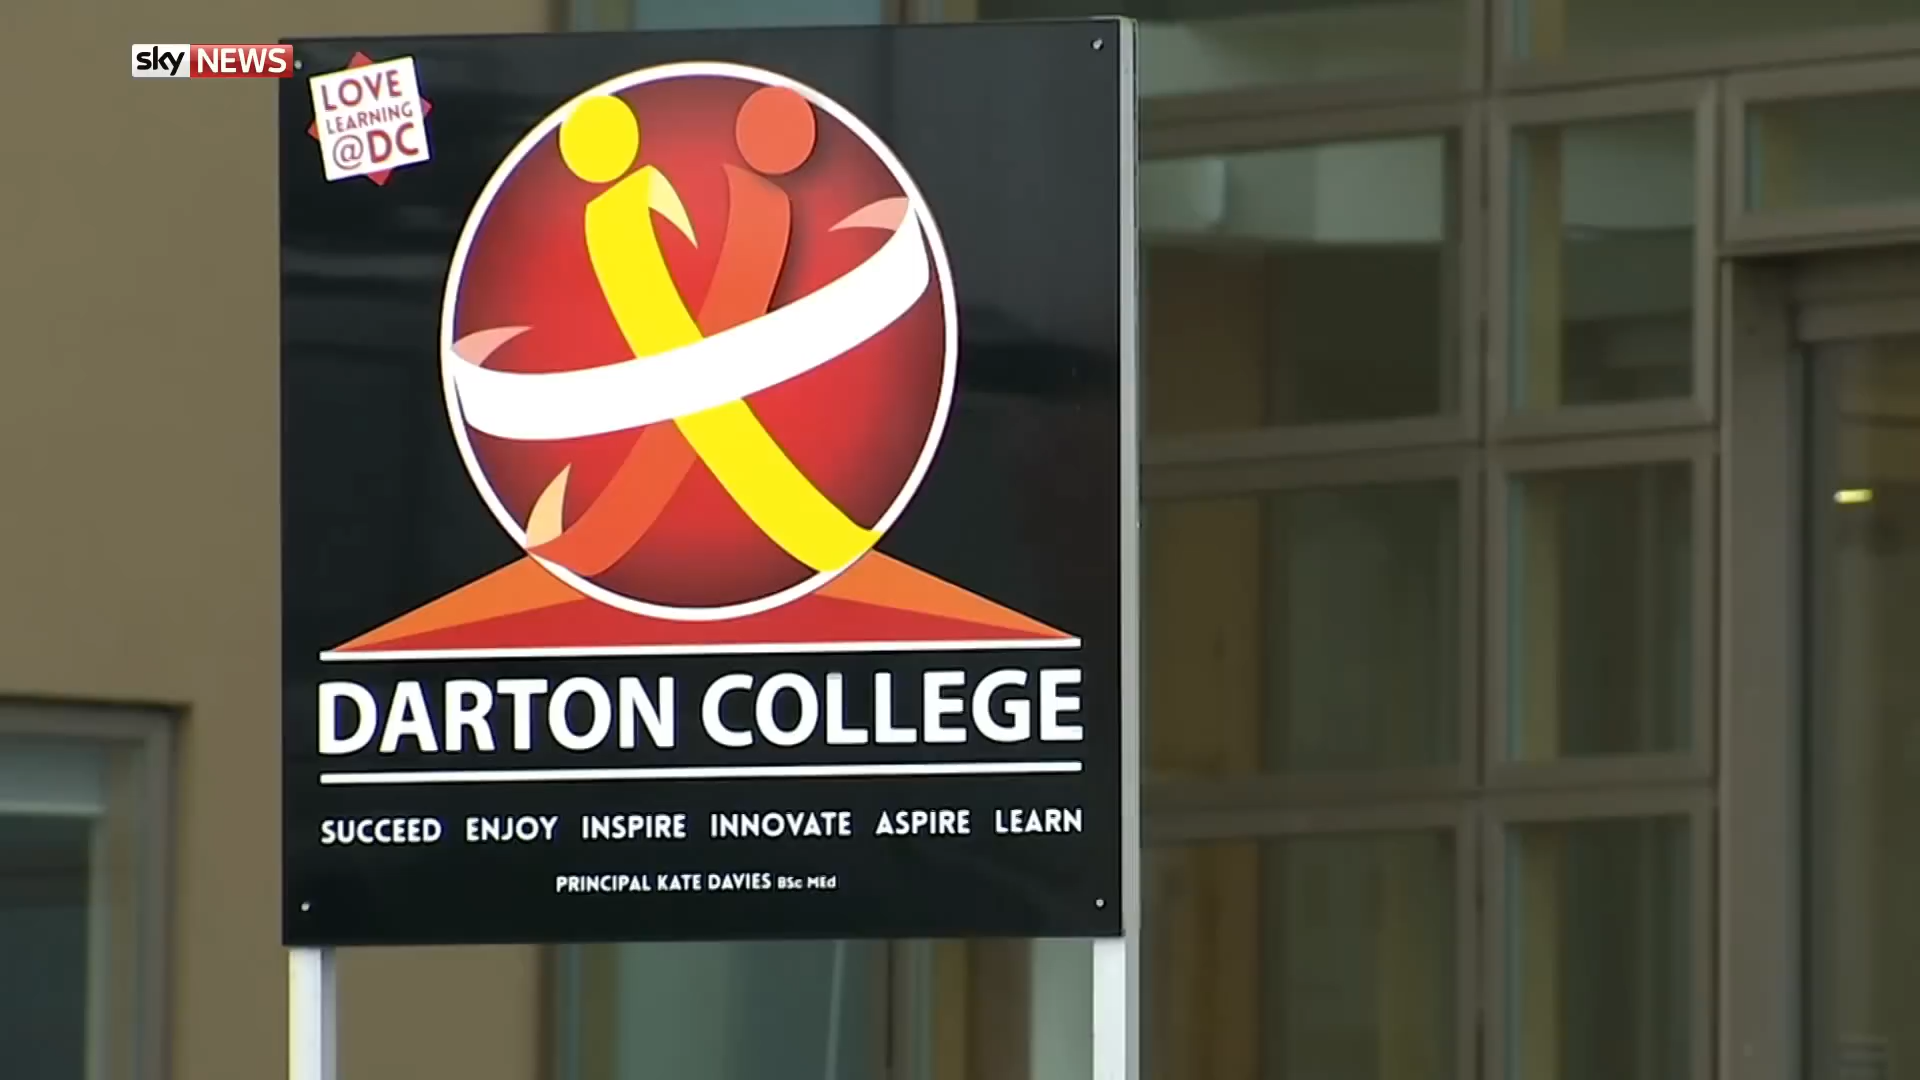 sky NEWS
LOVE
LEARNING
@DC
DARTON COLLEGE
SUCCEED ENJOY INSPIRE INNOVATE ASPIRE LEARN
PRINCIPAL KATE DAVIES BSc MEd